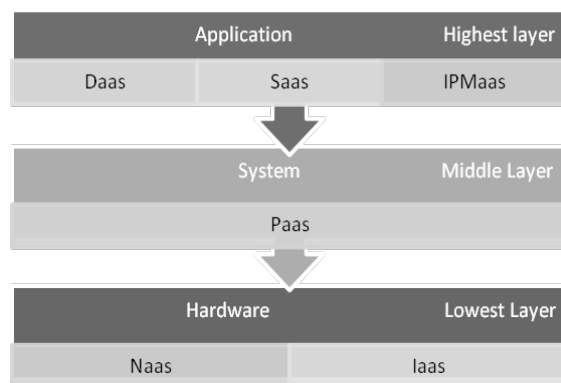 Application Highest layer
Daas Saas IPMaas
System Middle Layer
Paas
Hardware Lowest Layer
Naas Iaas